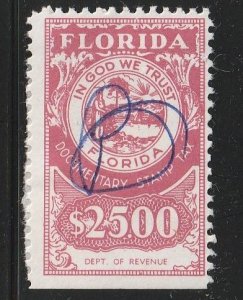 FLORIDA
IN GOD WE TRUST
FLORIDA
DOCUMENTARY STAMP TAX
$2500
DEPT. OF REVENUE